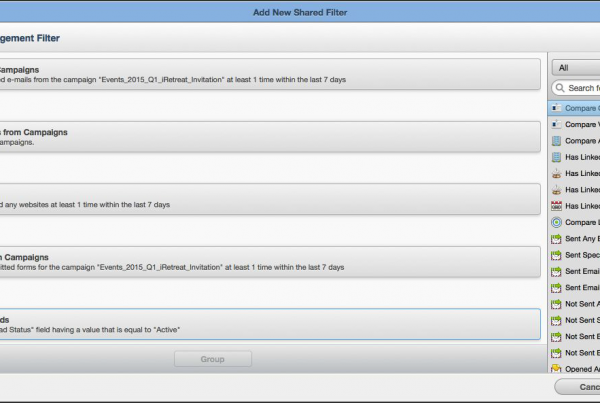 Add New Shared Filter
gement Filter
Campaigns
d e-mails from the campaign "Events_2015_Q1_iRetreat_Invitation" at least 1 time within the last 7 days
s from Campaigns
ampaigns.
d any websites at least 1 time within the last 7 days
n Campaigns
itted forms for the campaign "Events_2015_Q1_iRetreat_Invitation" at least 1 time within the last 7 days
ds
ad Status" field having a value that is equal to "Active"
Group
All
Search fo
Compare C
Compare V
Compare A
Has Linked
Has Linked
Has Linked
Has Linked
Compare L
Sent Any E
Sent Spec
Sent Email
Sent Email
Not Sent A
Not Sent S
Not Sent E
Not Sent E
Opened An
Canc